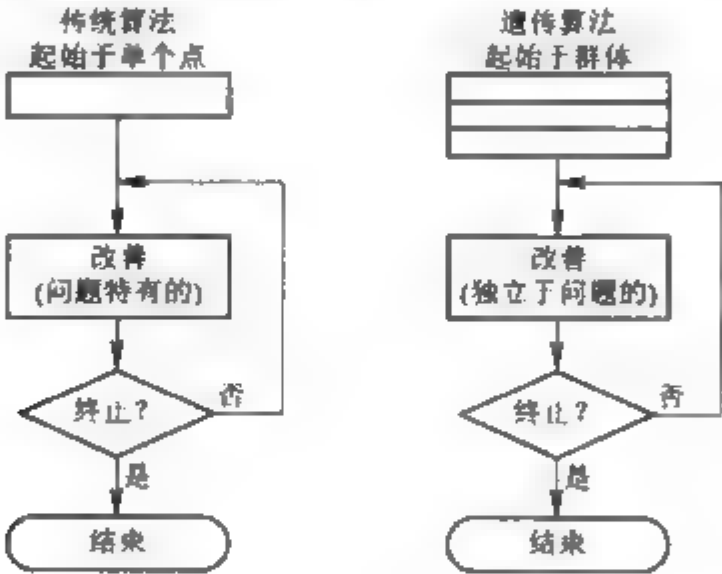 传统算法
起始于单个点
改善
(问题特有的)
终止?
否
是
结束
遗传算法
起始于群体
改善
(独立于问题的)
终止?
否
是
结束